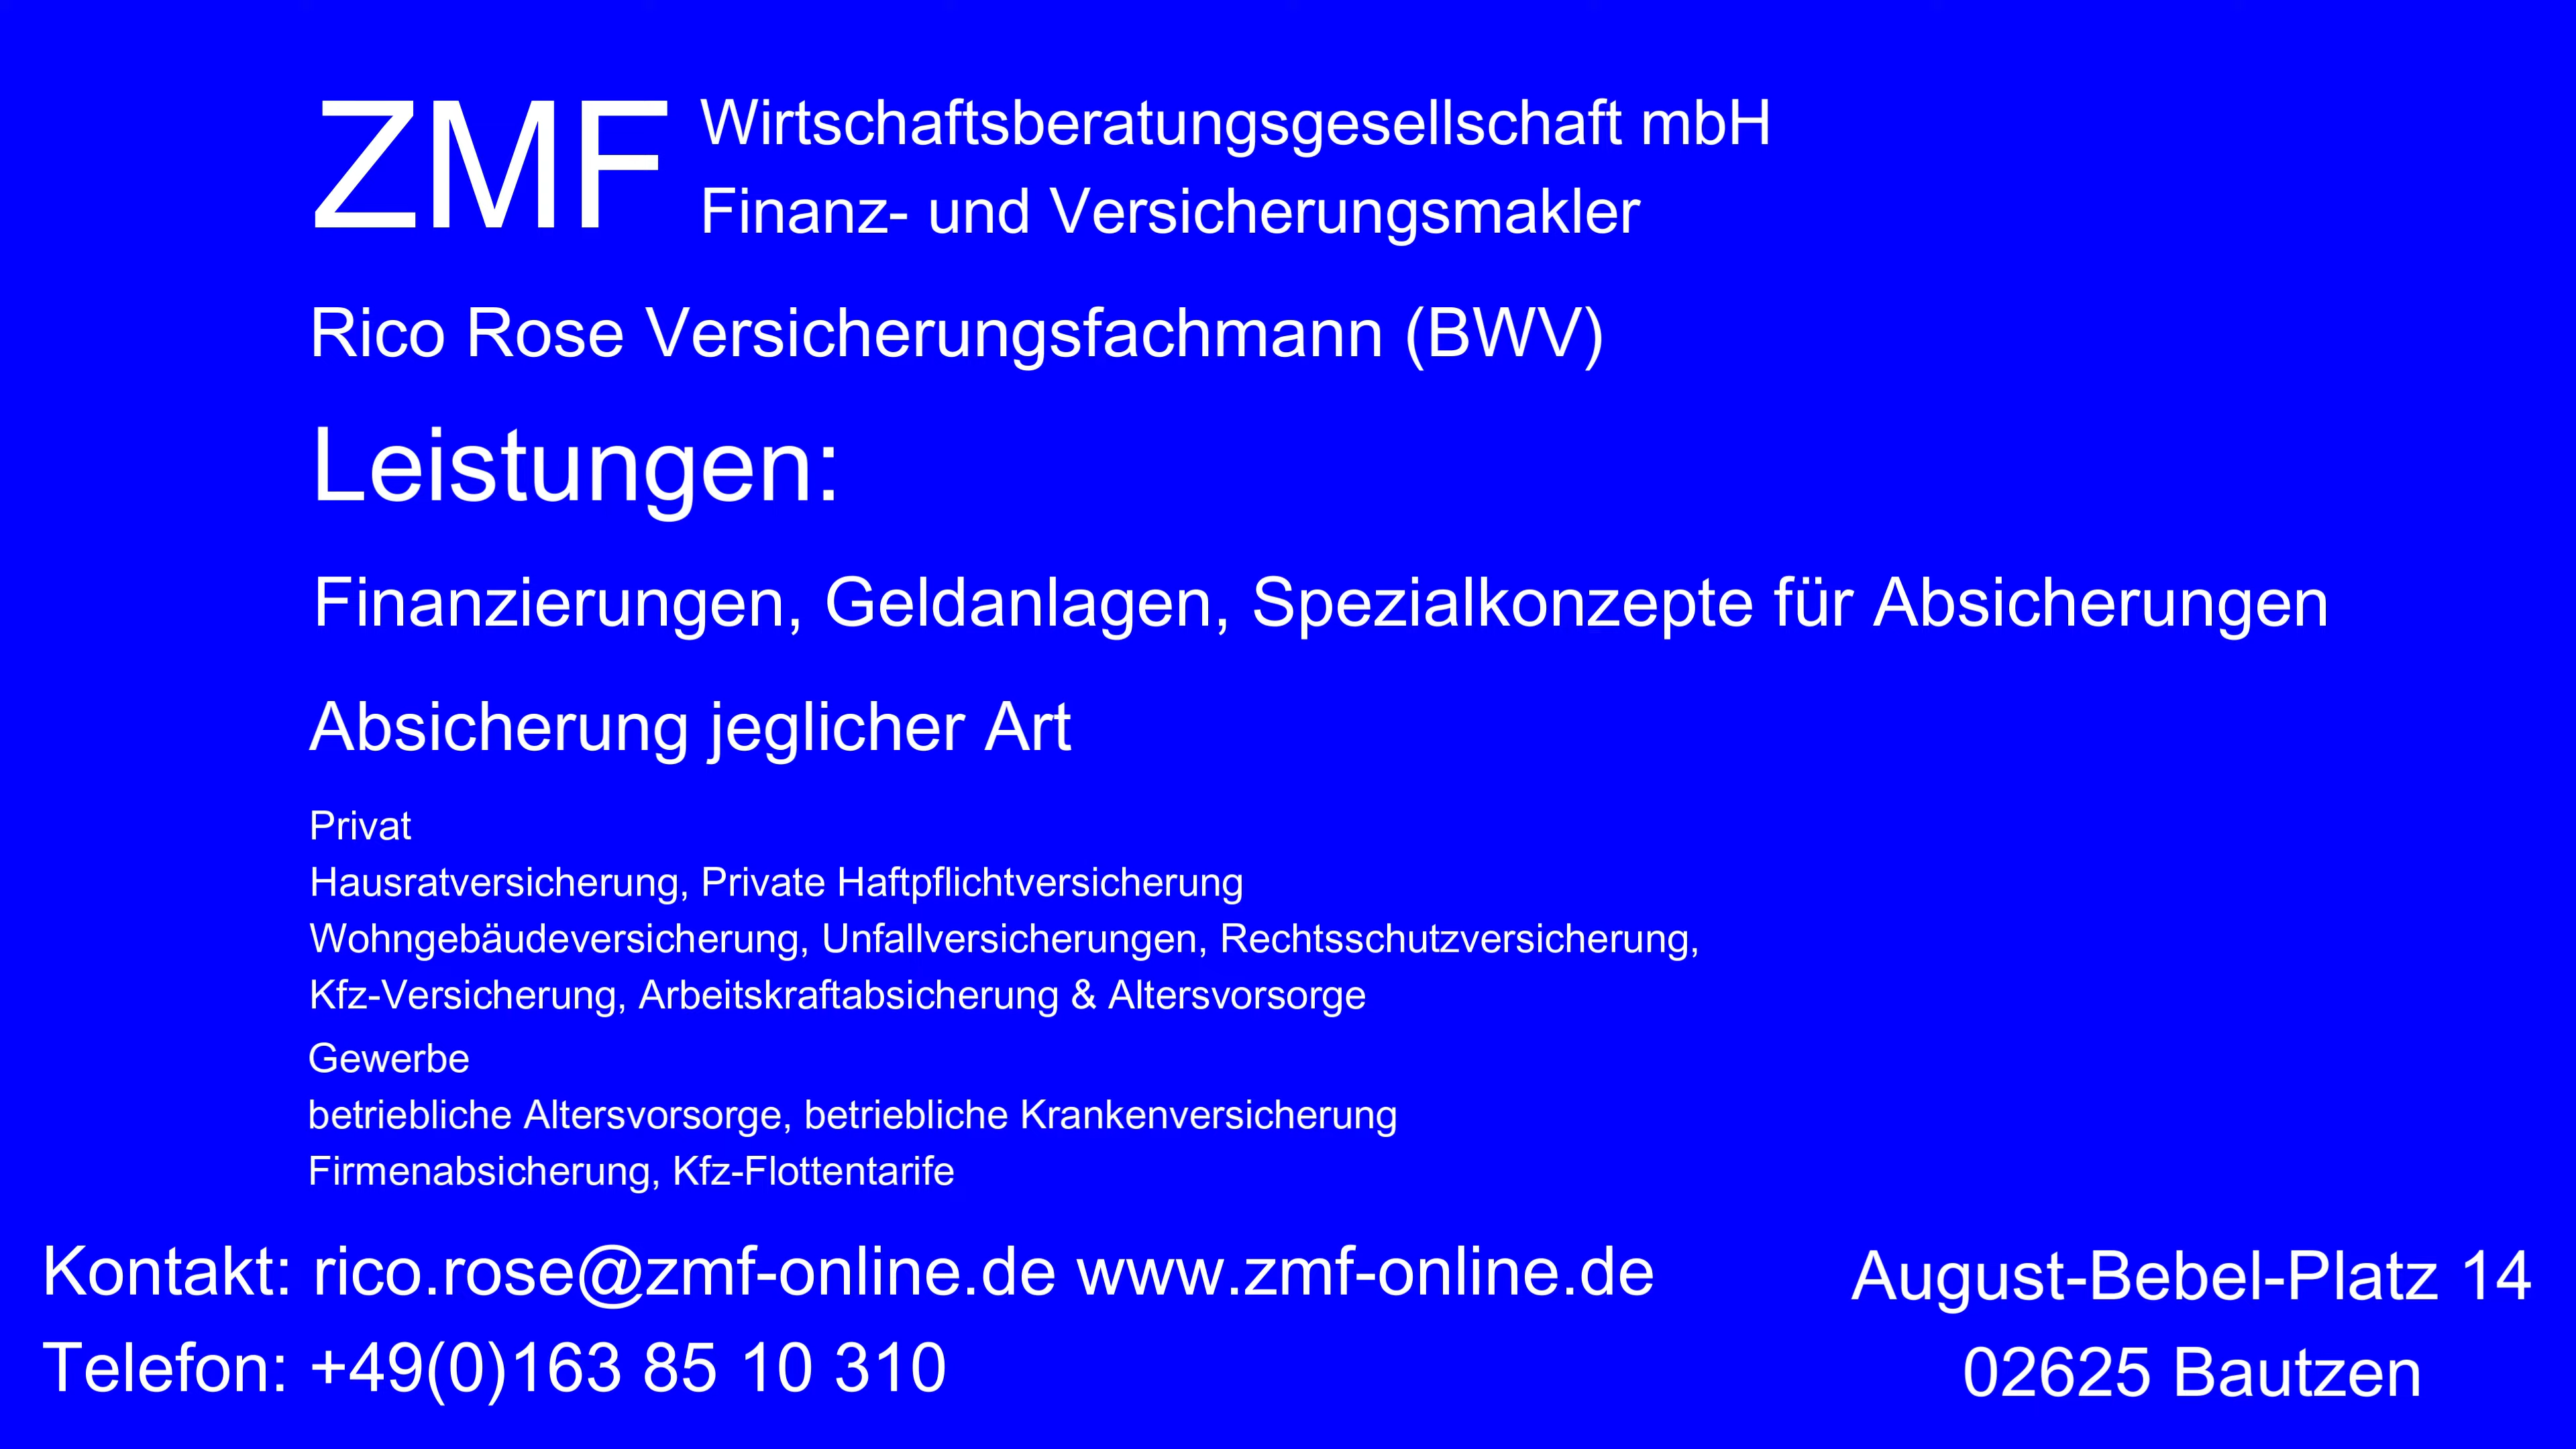 ZMF
Wirtschaftsberatungsgesellschaft mbH
Finanz- und Versicherungsmakler
Rico Rose Versicherungsfachmann (BWV)
Leistungen:
Finanzierungen, Geldanlagen, Spezialkonzepte für Absicherungen
Absicherung jeglicher Art
Privat
Hausratversicherung, Private Haftpflichtversicherung
Wohngebäudeversicherung, Unfallversicherungen, Rechtsschutzversicherung,
Kfz-Versicherung, Arbeitskraftabsicherung & Altersvorsorge
Gewerbe
betriebliche Altersvorsorge, betriebliche Krankenversicherung
Firmenabsicherung, Kfz-Flottentarife
Kontakt: rico.rose@zmf-online.de www.zmf-online.de
Telefon: +49(0)163 85 10 310
August-Bebel-Platz 14
02625 Bautzen